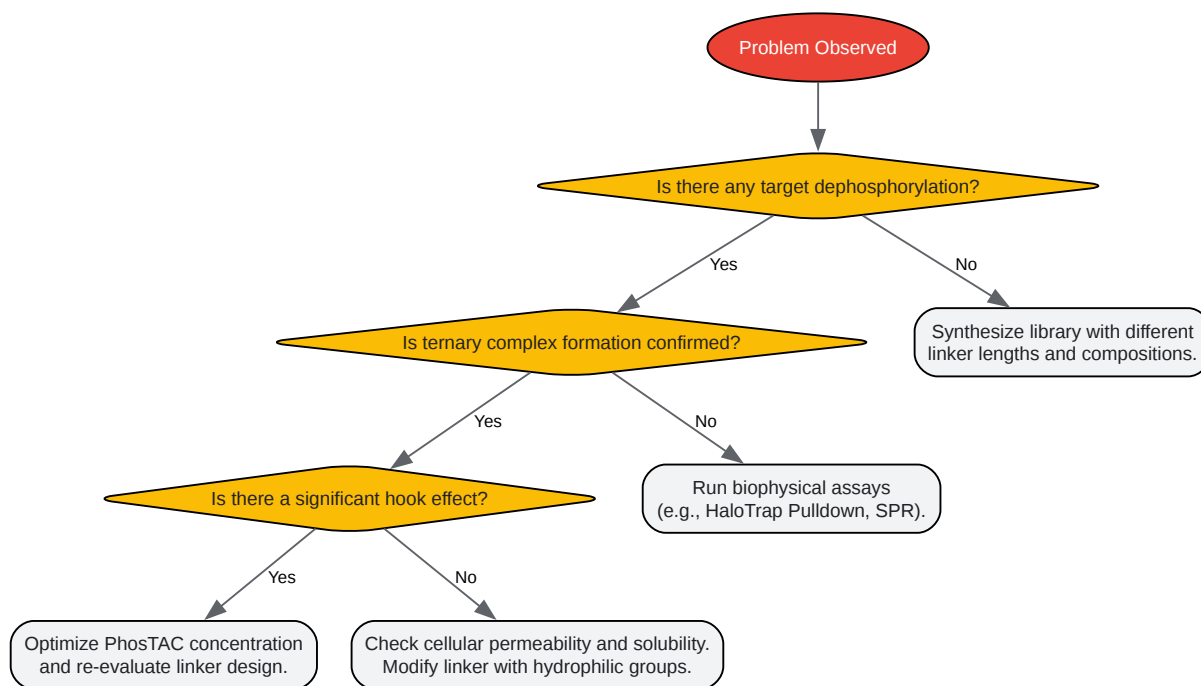 Problem Observed
Is there any target dephosphorylation?
Yes
No
Synthesize library with different
linker lengths and compositions.
Is ternary complex formation confirmed?
Yes
No
Run biophysical assays
(e.g., HaloTrap Pulldown, SPR).
Is there a significant hook effect?
Yes
No
Optimize PhosTAC concentration
and re-evaluate linker design.
Check cellular permeability and solubility.
Modify linker with hydrophilic groups.